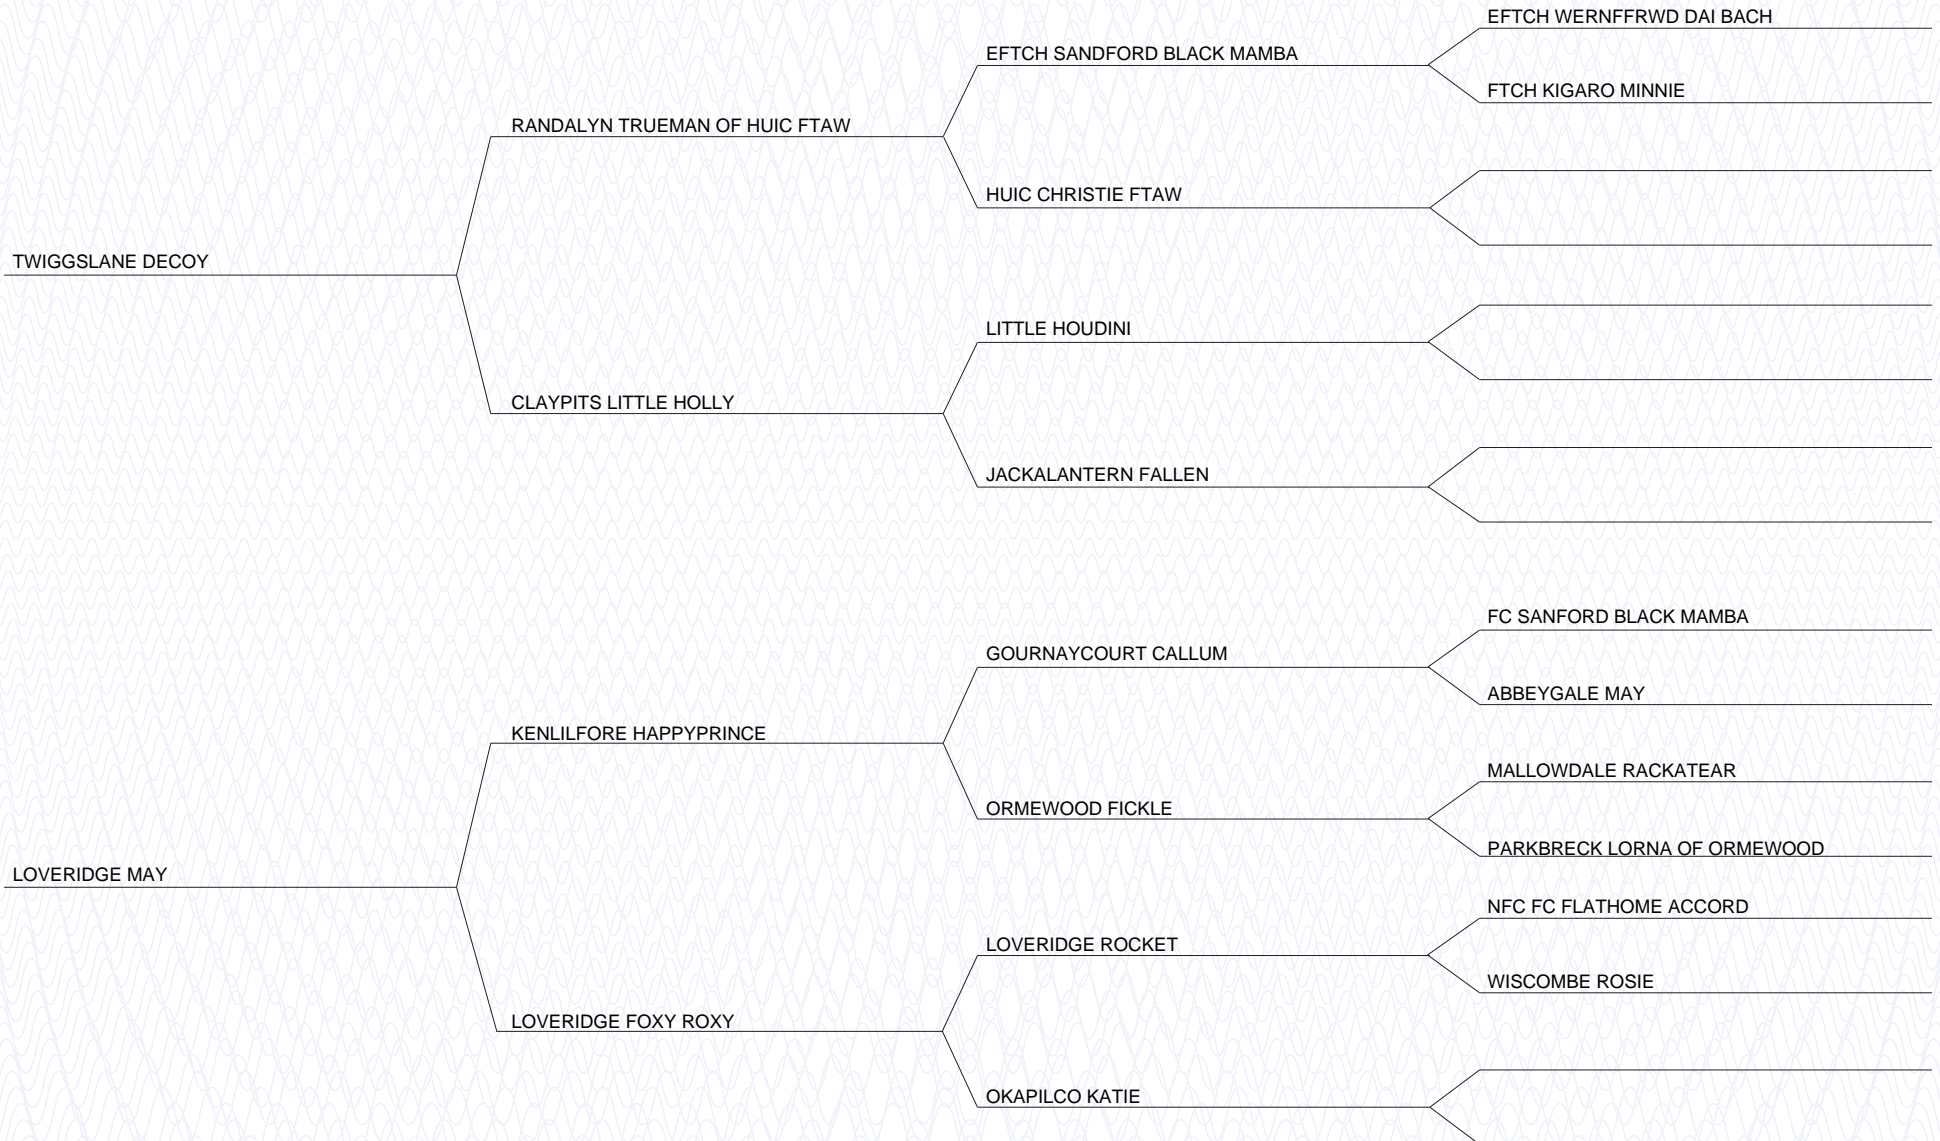 EFTCH WERNFFRWD DAI BACH
EFTCH SANDFORD BLACK MAMBA
FTCH KIGARO MINNIE
RANDALYN TRUEMAN OF HUIC FTAW
HUIC CHRISTIE FTAW
TWIGGSLANE DECOY
LITTLE HOUDINI
CLAYPITS LITTLE HOLLY
JACKALANTERN FALLEN
FC SANFORD BLACK MAMBA
GOURNAYCOURT CALLUM
ABBEYGALE MAY
KENLILFORE HAPPYPRINCE
MALLOWDALE RACKATEAR
ORMEWOOD FICKLE
PARKBRECK LORNA OF ORMEWOOD
LOVERIDGE MAY
NFC FC FLATHOME ACCORD
LOVERIDGE ROCKET
WISCOMBE ROSIE
LOVERIDGE FOXY ROXY
OKAPILCO KATIE